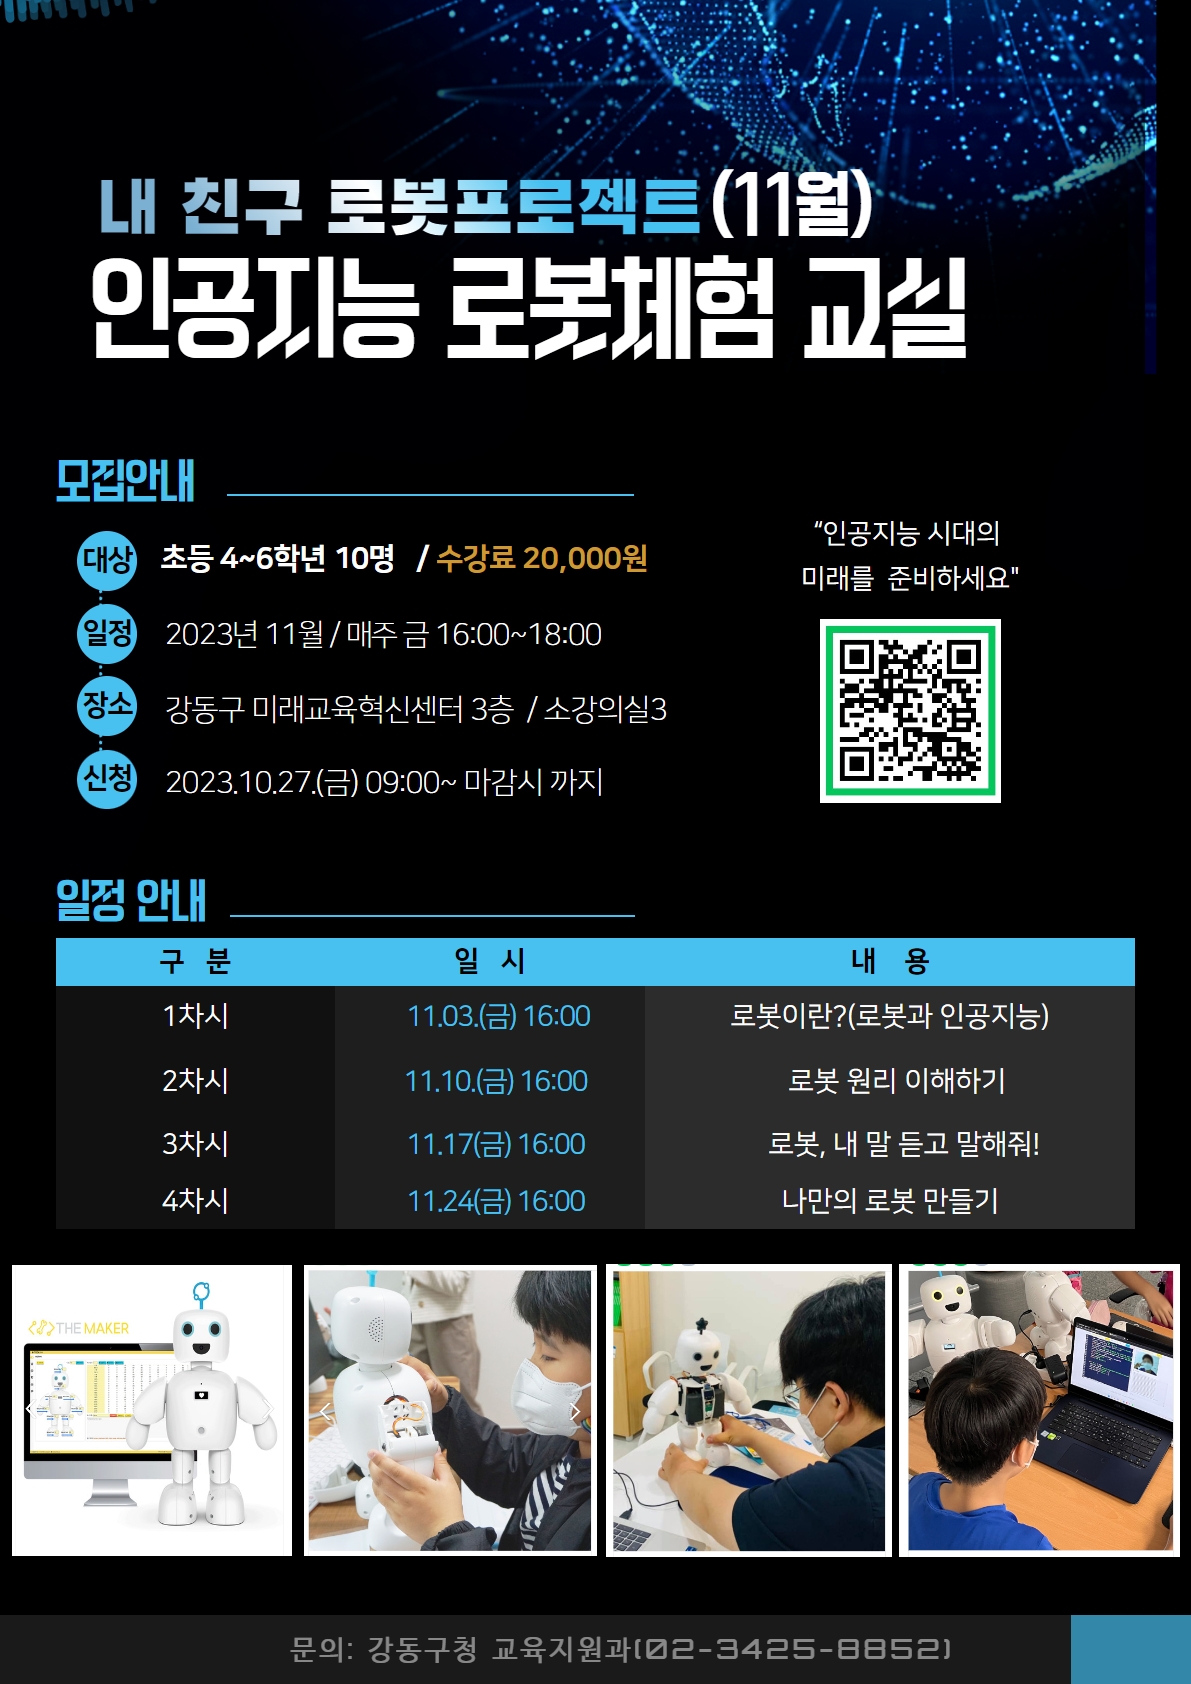 내 친구 로봇프로젝트(11월)
인공지능 로봇체험 교실
모집안내
대상 초등 4~6학년 10명 / 수강료 20,000원
일정 2023년 11월 / 매주 금 16:00~18:00
장소 강동구 미래교육혁신센터 3층 / 소강의실3
신청 2023.10.27.(금) 09:00~ 마감시 까지
“인공지능 시대의
미래를 준비하세요"
일정 안내
구 분 일 시 내 용
1차시 11.03.(금) 16:00 로봇이란?(로봇과 인공지능)
2차시 11.10.(금) 16:00 로봇 원리 이해하기
3차시 11.17(금) 16:00 로봇, 내 말 듣고 말해줘!
4차시 11.24(금) 16:00 나만의 로봇 만들기
THE MAKER
문의: 강동구청 교육지원과(02-3425-8852)